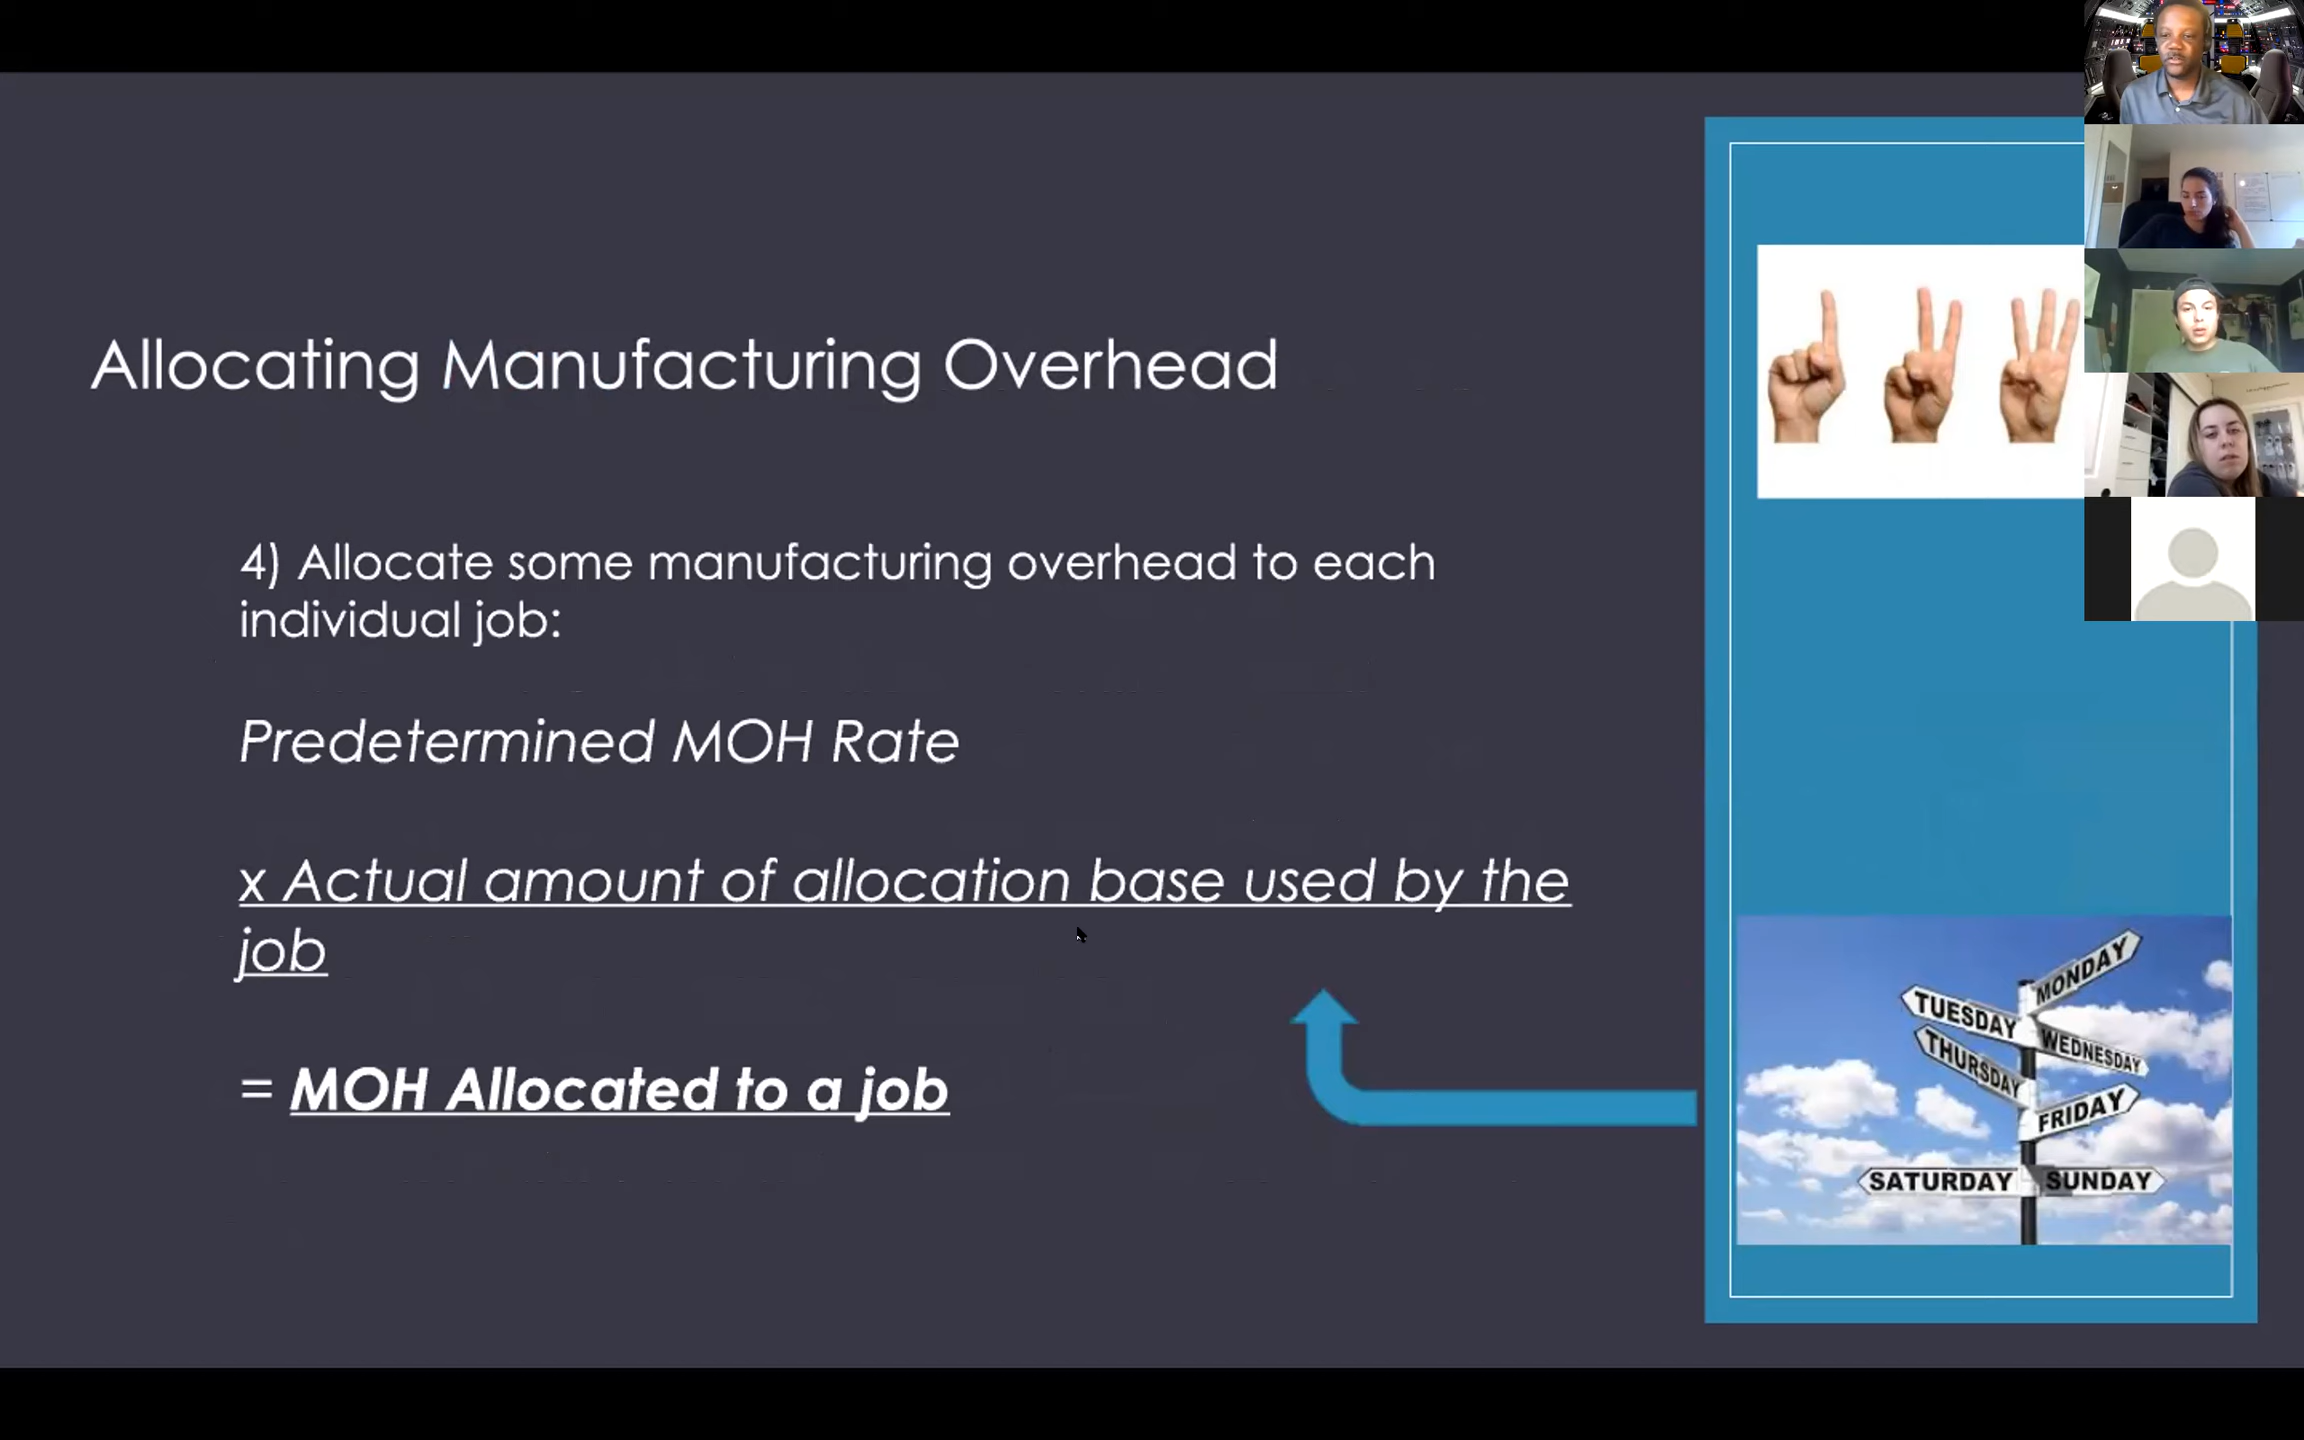 Allocating Manufacturing Overhead
4) Allocate some manufacturing overhead to each
individual job:
Predetermined MOH Rate
x Actual amount of allocation base used by the
job
= MOH Allocated to a job
MONDAY
TUESDAY
WEDNESDAY
THURSDAY
FRIDAY
SATURDAY
SUNDAY